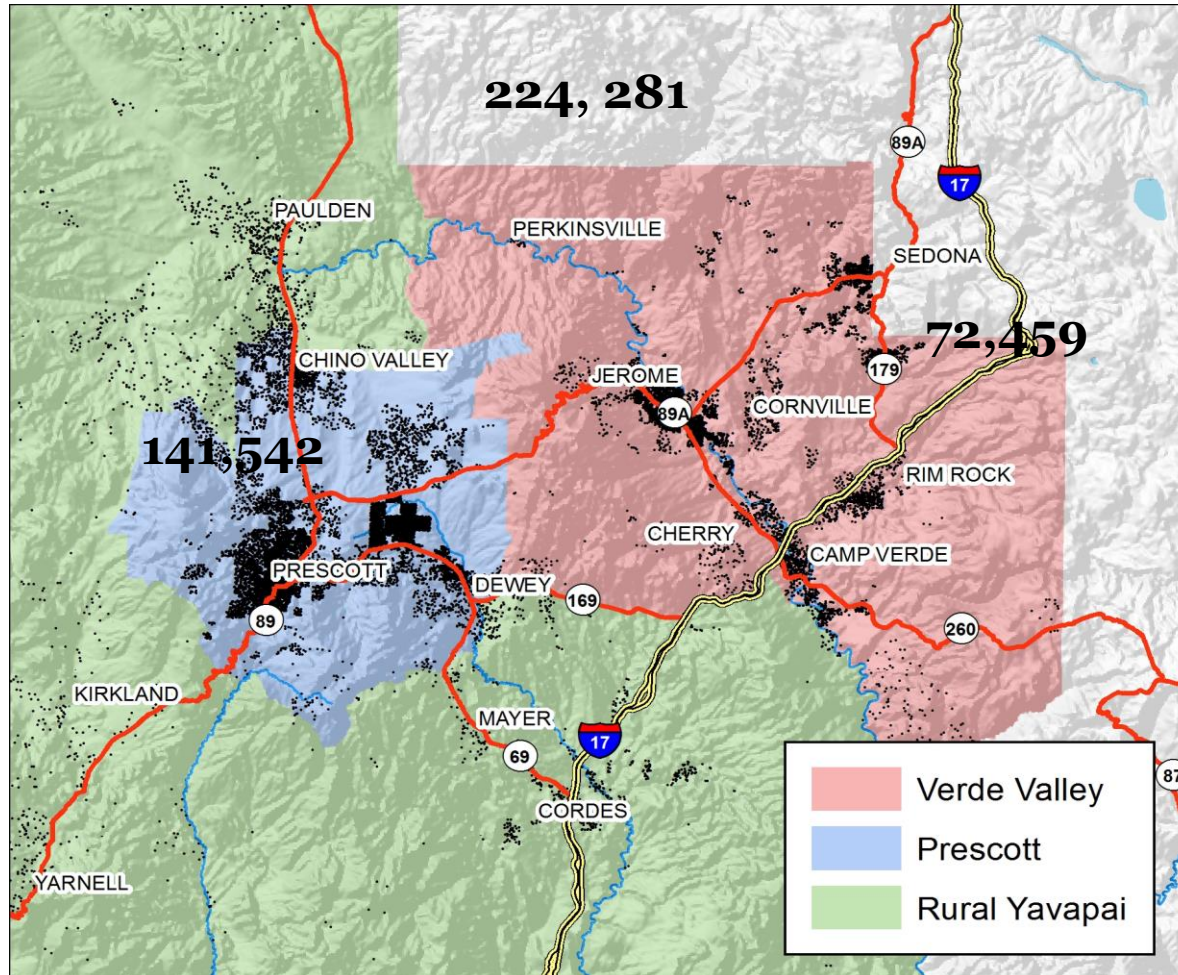 224, 281
89A
17
PAULDEN
PERKINSVILLE
SEDONA
72,459
CHINO VALLEY
179
JEROME
89A
CORNVILLE
141,542
RIM ROCK
CHERRY
CAMP VERDE
PRESCOTT
DEWEY
169
89
260
KIRKLAND
MAYER
17
69
87
CORDES
YARNELL
Verde Valley
Prescott
Rural Yavapai